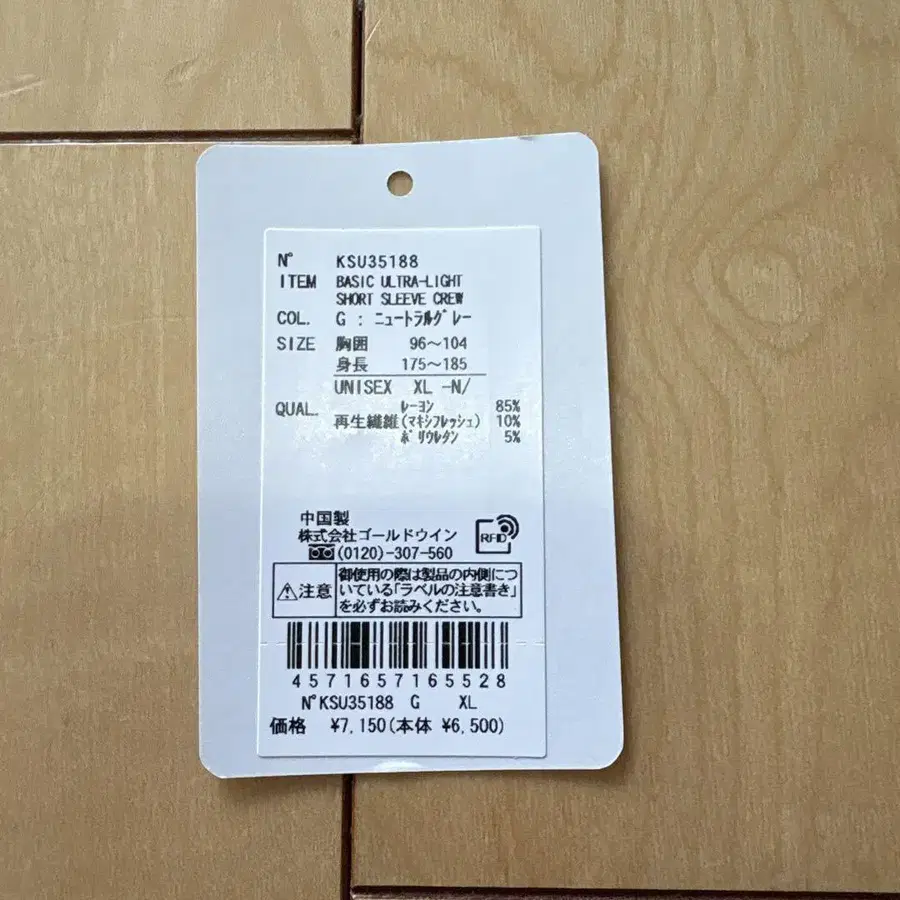 N° KSU35188
ITEM BASIC ULTRA-LIGHT
SHORT SLEEVE CREW
COL. G : ニュートラルグレー
SIZE 胸囲 96~104
身長 175~185
UNISEX XL -N/
QUAL. レーヨン 85%
再生繊維(マキシフレッシュ) 10%
ポリウレタン 5%
中国製
株式会社ゴールドウイン
(0120)-307-560
RFID
注意
御使用の際は製品の内側につ
いている「ラベルの注意書き」
を必ずお読みください。
4571657165528
N°KSU35188 G XL
価格 ¥7,150(本体 ¥6,500)